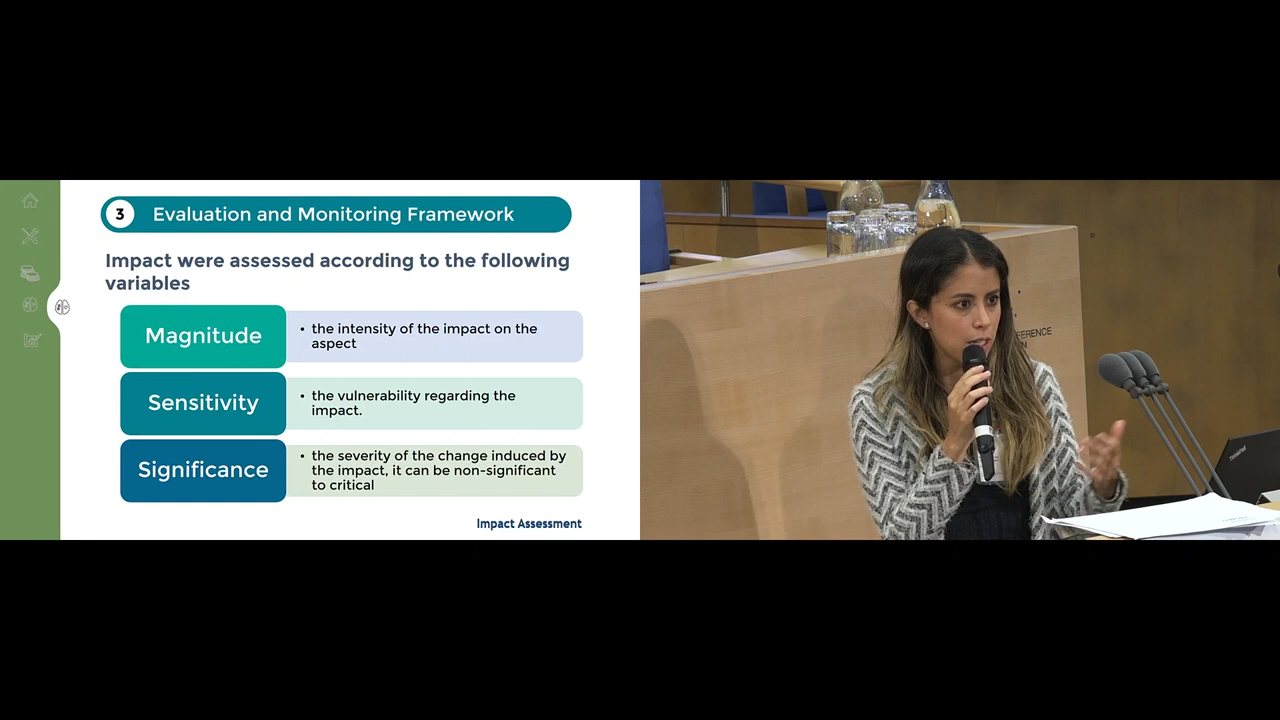 3 Evaluation and Monitoring Framework
Impact were assessed according to the following
variables
Magnitude
• the intensity of the impact on the
aspect
Sensitivity
• the vulnerability regarding the
impact.
Significance
• the severity of the change induced by
the impact, it can be non-significant
to critical
Impact Assessment
ThinkPad